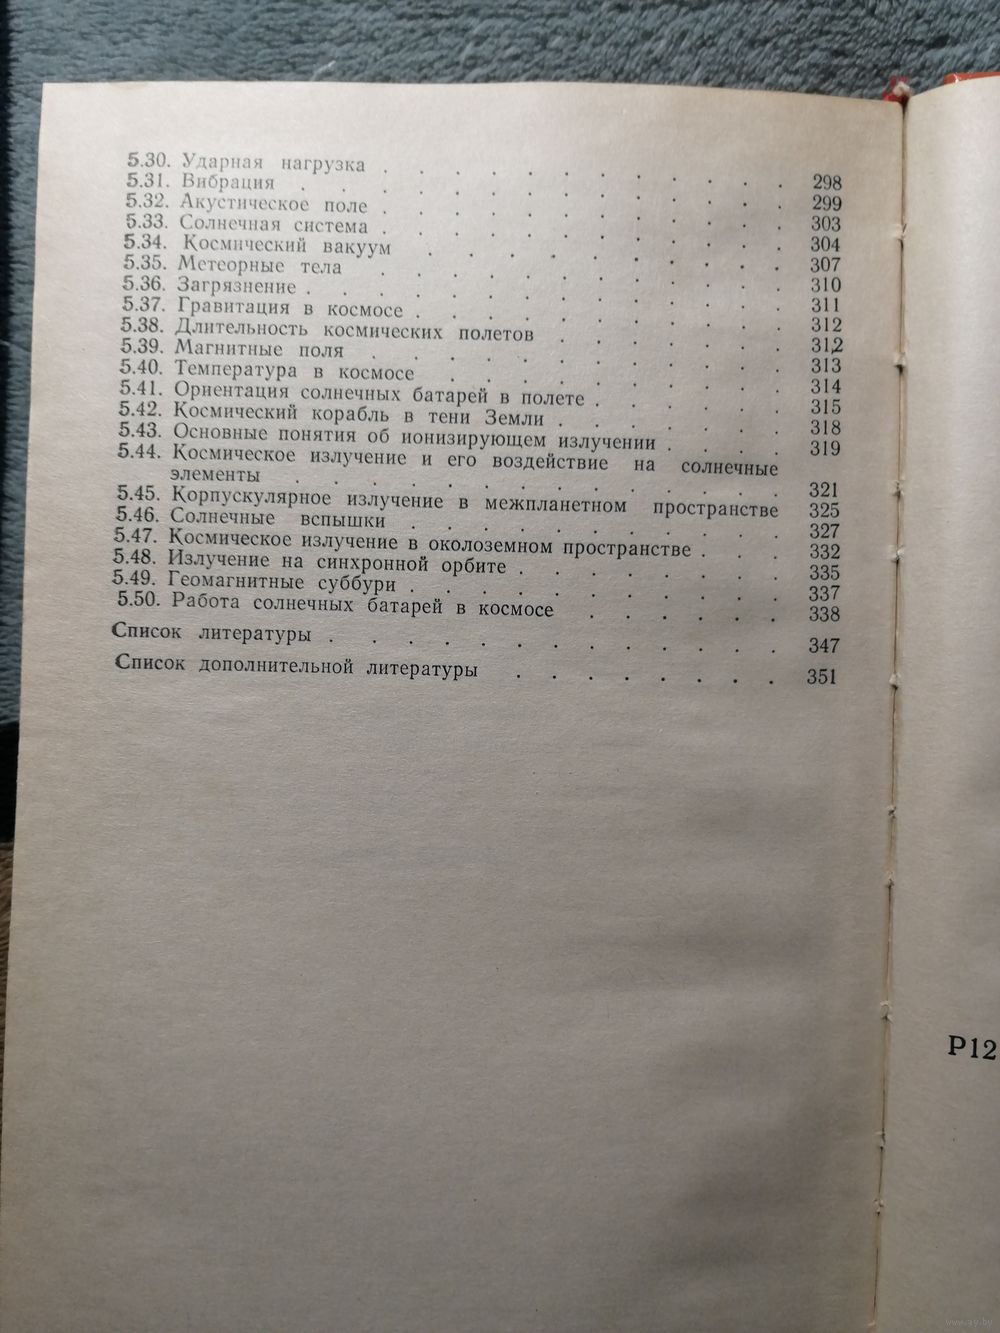 5.30. Ударная нагрузка . . . . . . . . . . . . 298
5.31. Вибрация . . . . . . . . . . . . . . 299
5.32. Акустическое поле . . . . . . . . . . . . 303
5.33. Солнечная система . . . . . . . . . . . . 304
5.34. Космический вакуум . . . . . . . . . . . 307
5.35. Метеорные тела . . . . . . . . . . . . 310
5.36. Загрязнение . . . . . . . . . . . . . . 311
5.37. Гравитация в космосе . . . . . . . . . . . 312
5.38. Длительность космических полетов . . . . . . . 312
5.39. Магнитные поля . . . . . . . . . . . . 313
5.40. Температура в космосе . . . . . . . . . . 314
5.41. Ориентация солнечных батарей в полете . . . . . . 315
5.42. Космический корабль в тени Земли . . . . . . . 318
5.43. Основные понятия об ионизирующем излучении . . . . 319
5.44. Космическое излучение и его воздействие на солнечные
элементы . . . . . . . . . . . . . . 321
5.45. Корпускулярное излучение в межпланетном пространстве 325
5.46. Солнечные вспышки . . . . . . . . . . . 327
5.47. Космическое излучение в околоземном пространстве . . . 332
5.48. Излучение на синхронной орбите . . . . . . . . 335
5.49. Геомагнитные суббури . . . . . . . . . . . 337
5.50. Работа солнечных батарей в космосе . . . . . . 338
Список литературы . . . . . . . . . . . . . 347
Список дополнительной литературы . . . . . . . . 351
Р12
www.ay.by